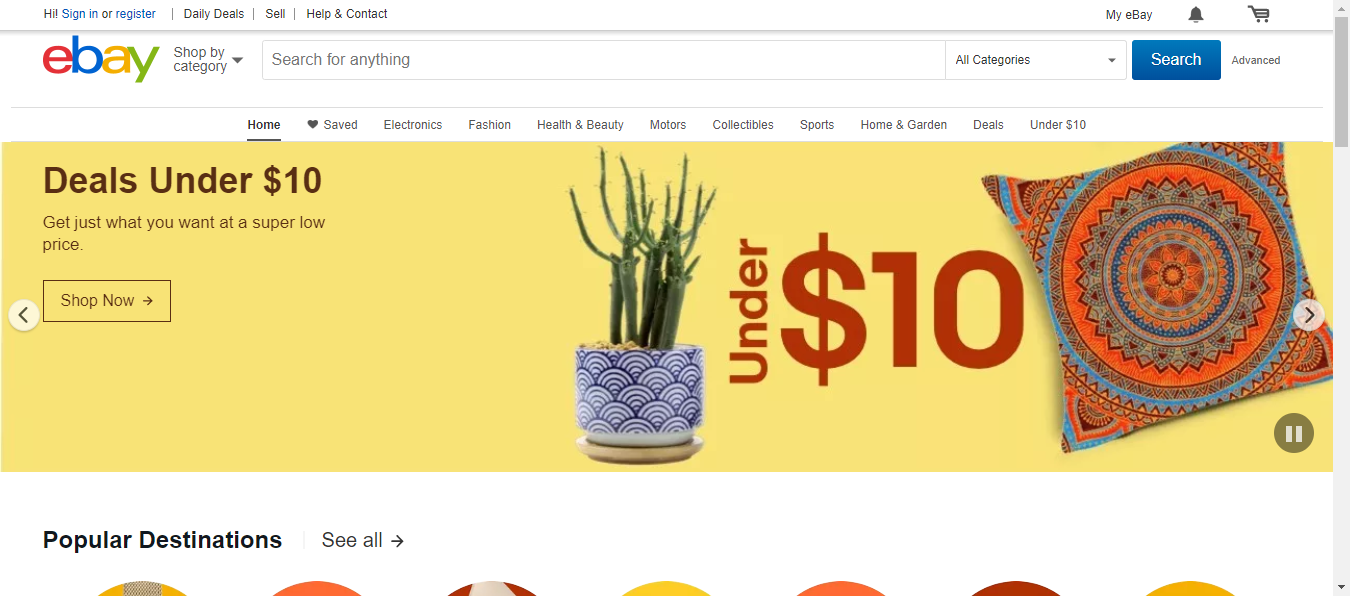 Hi! Sign in or register | Daily Deals | Sell | Help & Contact
My eBay
ebay
Shop by
category
Search for anything
All Categories
Search
Advanced
Home Saved Electronics Fashion Health & Beauty Motors Collectibles Sports Home & Garden Deals Under $10
Deals Under $10
Get just what you want at a super low
price.
Shop Now →
Under $10
Popular Destinations
See all →